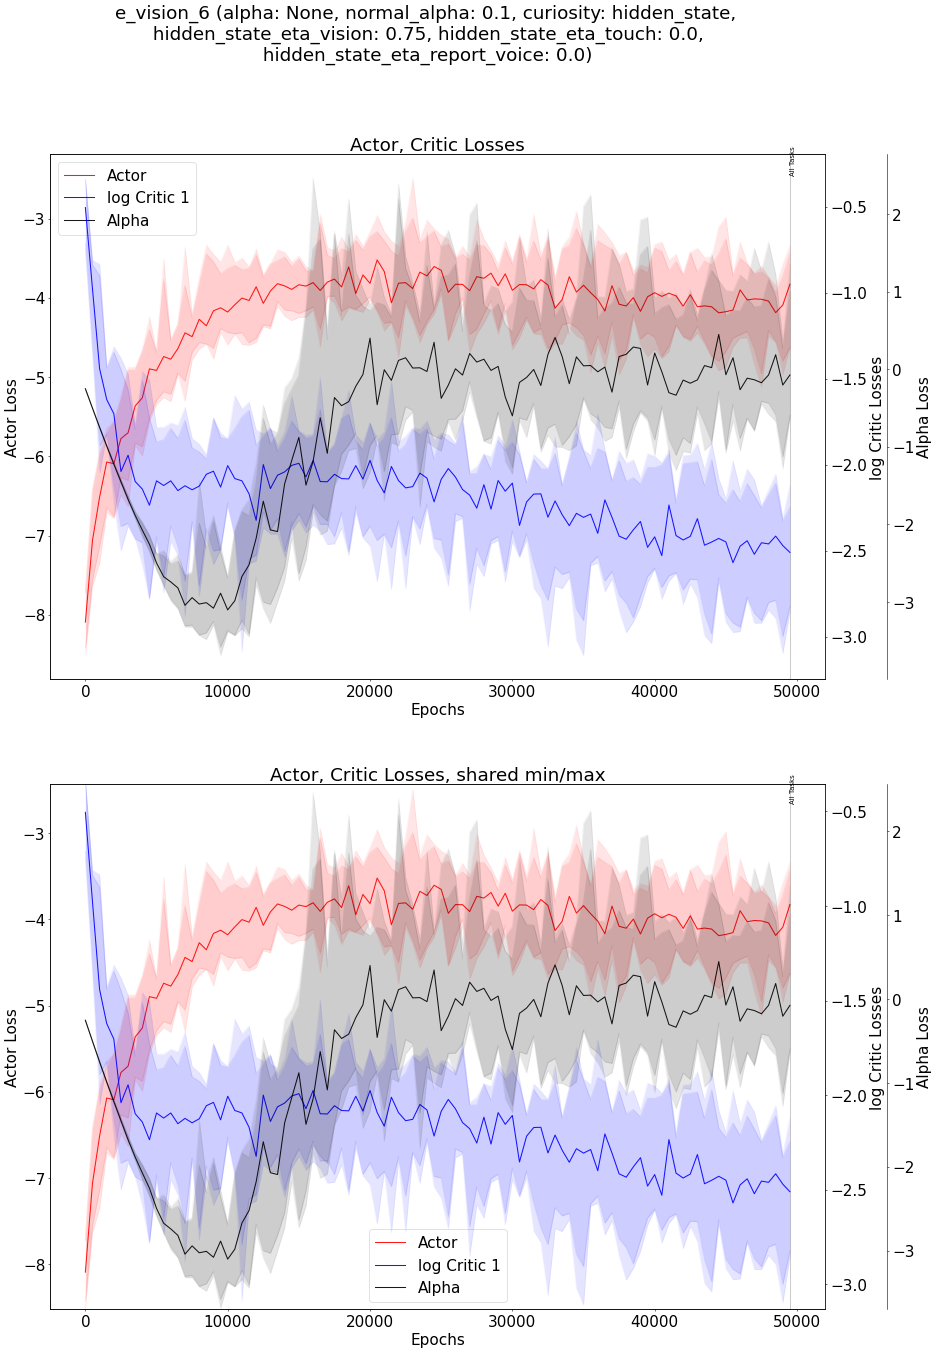 e_vision_6 (alpha: None, normal_alpha: 0.1, curiosity: hidden_state,
hidden_state_eta_vision: 0.75, hidden_state_eta_touch: 0.0,
hidden_state_eta_report_voice: 0.0)
Actor, Critic Losses
All Tasks
Actor
log Critic 1
Alpha
−3
−4
−5
−6
−7
−8
Actor Loss
−0.5
−1.0
−1.5
−2.0
−2.5
−3.0
log Critic Losses
2
1
0
−1
−2
−3
Alpha Loss
0
10000
20000
30000
40000
50000
Epochs
Actor, Critic Losses, shared min/max
All Tasks
−3
−4
−5
−6
−7
−8
Actor Loss
−0.5
−1.0
−1.5
−2.0
−2.5
−3.0
log Critic Losses
2
1
0
−1
−2
−3
Alpha Loss
Actor
log Critic 1
Alpha
0
10000
20000
30000
40000
50000
Epochs